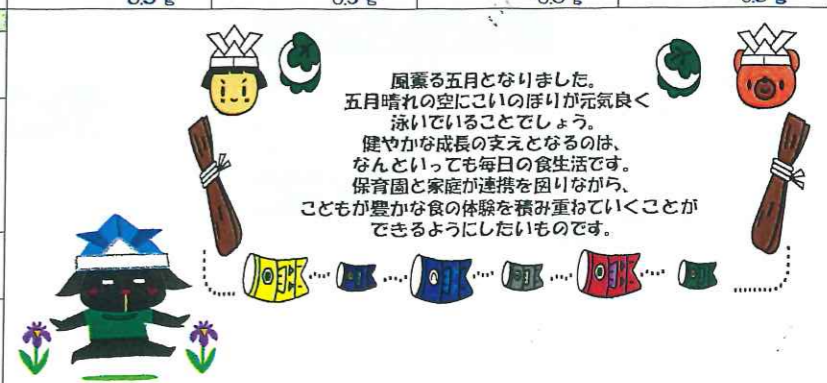 風薫る五月となりました。
五月晴れの空にこいのぼりが元気良く
泳いでいることでしょう。
健やかな成長の支えとなるのは、
なんといっても毎日の食生活です。
保育園と家庭が連携を図りながら、
こどもが豊かな食の体験を積み重ねていくことが
できるようにしたいものです。